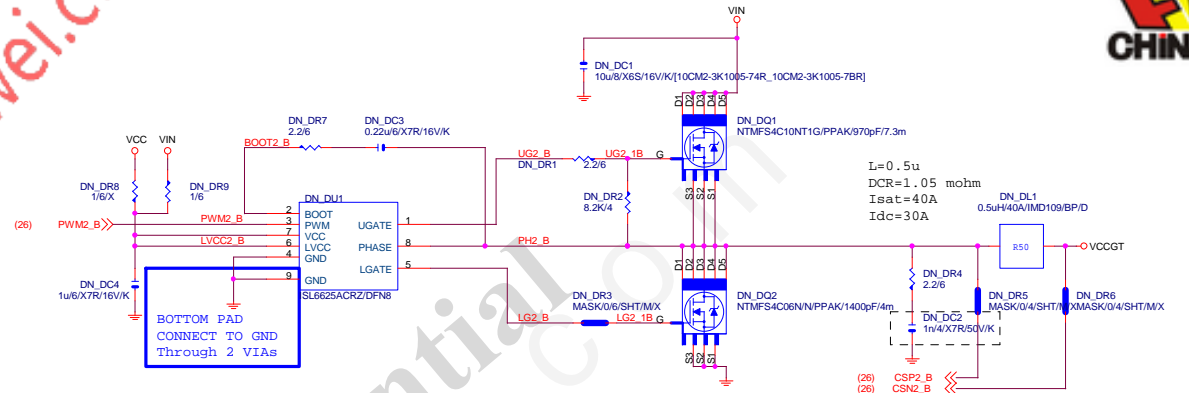 VIN
CHIN
DN_DC1
10u/8/X6S/16V/K/[10CM2-3K1005-74R_10CM2-3K1005-7BR]
D1
D2
D3
D4
D5
DN_DR7
2.2/6
DN_DC3
0.22u/6/X7R/16V/K
DN_DQ1
NTMFS4C10NT1G/PPAK/970pF/7.3m
VCC
VIN
BOOT2_B
UG2_B
UG2_1B
G
DN_DR1
2.2/6
L=0.5u
DCR=1.05 mohm
Isat=40A
Idc=30A
DN_DR8
1/6/X
DN_DR9
1/6
DN_DU1
S3
S2
S1
DN_DR2
8.2K/4
DN_DL1
0.5uH/40A/IMD109/BP/D
(26)
PWM2_B
PWM2_B
LVCC2_B
2
3
7
6
4
9
BOOT
PWM
VCC
LVCC
GND
GND
UGATE
PHASE
LGATE
1
8
5
PH2_B
R50
VCCGT
SL6625ACRZ/DFN8
D1
D2
D3
D4
D5
DN_DC4
1u/6/X7R/16V/K
DN_DR4
2.2/6
DN_DR3
MASK/0/6/SHT/M/X
DN_DQ2
NTMFS4C06N/N/PPAK/1400pF/4m
DN_DR5
MASK/0/4/SHT/M/X
DN_DR6
MASK/0/4/SHT/M/X
BOTTOM PAD
CONNECT TO GND
Through 2 VIAs
LG2_B
LG2_1B
G
DN_DC2
1n/4/X7R/50V/K
S3
S2
S1
(26)
CSP2_B
(26)
CSN2_B
ential
com
wei.c